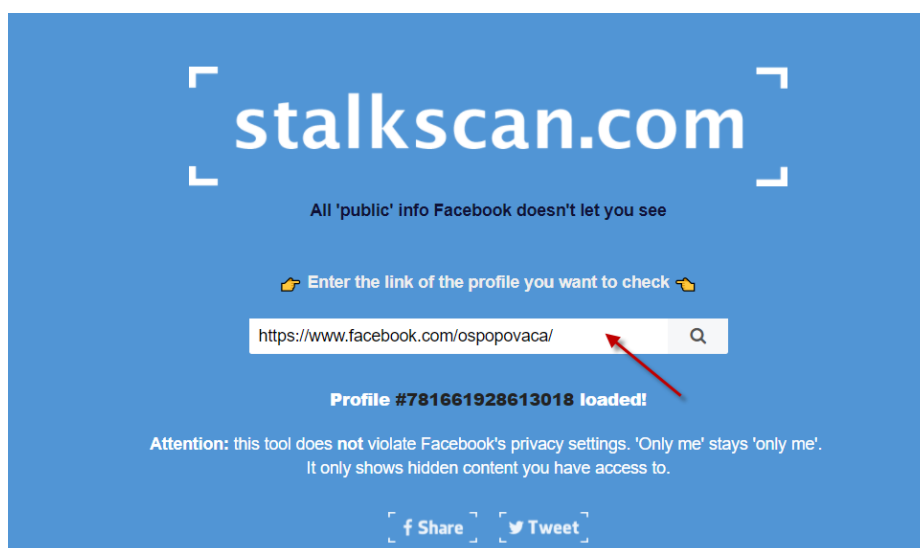 stalkscan.com
All 'public' info Facebook doesn't let you see
Enter the link of the profile you want to check
https://www.facebook.com/ospopovaca/
Profile #781661928613018 loaded!
Attention: this tool does not violate Facebook's privacy settings. 'Only me' stays 'only me'.
It only shows hidden content you have access to.
f Share Tweet